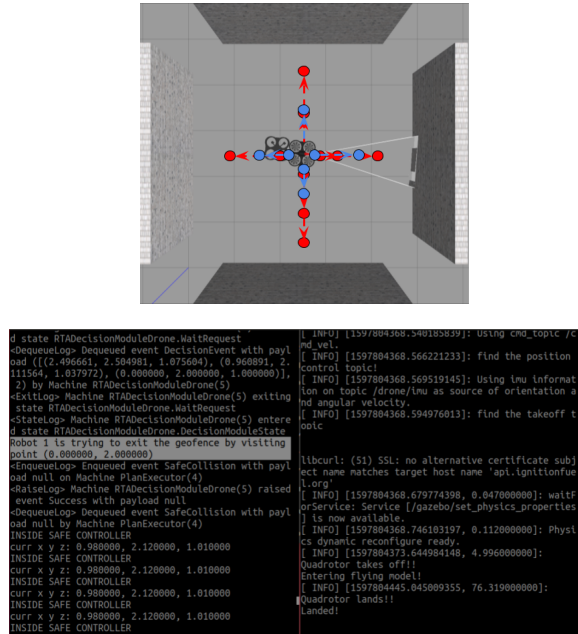 d state RTADecisionModuleDrone.WaitRequest
<DequeueLog> Dequeued event DecisionEvent with payl
oad ([(2.496661, 2.504981, 1.075604), (0.960891, 2.
111564, 1.037972), (0.000000, 2.000000, 1.000000)],
 2) by Machine RTADecisionModuleDrone(5)
<ExitLog> Machine RTADecisionModuleDrone(5) exiting
 state RTADecisionModuleDrone.WaitRequest
<StateLog> Machine RTADecisionModuleDrone(5) entere
d state RTADecisionModuleDrone.DecisionModuleState
Robot 1 is trying to exit the geofence by visiting
point (0.000000, 2.000000)
<EnqueueLog> Enqueued event SafeCollision with payl
oad null on Machine PlanExecutor(4)
<RaiseLog> Machine RTADecisionModuleDrone(5) raised
 event Success with payload null
<DequeueLog> Dequeued event SafeCollision with payl
oad null by Machine PlanExecutor(4)
INSIDE SAFE CONTROLLER
curr x y z: 0.980000, 2.120000, 1.010000
INSIDE SAFE CONTROLLER
curr x y z: 0.980000, 2.120000, 1.010000
INSIDE SAFE CONTROLLER
curr x y z: 0.980000, 2.120000, 1.010000
INSIDE SAFE CONTROLLER
curr x y z: 0.980000, 2.120000, 1.010000
INSIDE SAFE CONTROLLER
[ INFO] [1597804368.540185839]: Using cmd_topic /c
md_vel.
[ INFO] [1597804368.566221233]: find the position
control topic!
[ INFO] [1597804368.569519145]: Using imu informat
ion on topic /drone/imu as source of orientation a
nd angular velocity.
[ INFO] [1597804368.594976013]: find the takeoff t
opic
libcurl: (51) SSL: no alternative certificate subj
ect name matches target host name 'api.ignitionfue
l.org'
[ INFO] [1597804368.679774398, 0.047000000]: waitF
orService: Service [/gazebo/set_physics_properties
] is now available.
[ INFO] [1597804368.746103197, 0.112000000]: Physi
cs dynamic reconfigure ready.
[ INFO] [1597804373.644984148, 4.996000000]:
Quadrotor takes off!!
Entering flying model!
[ INFO] [1597804445.045009355, 76.319000000]:
Quadrotor lands!!
Landed!